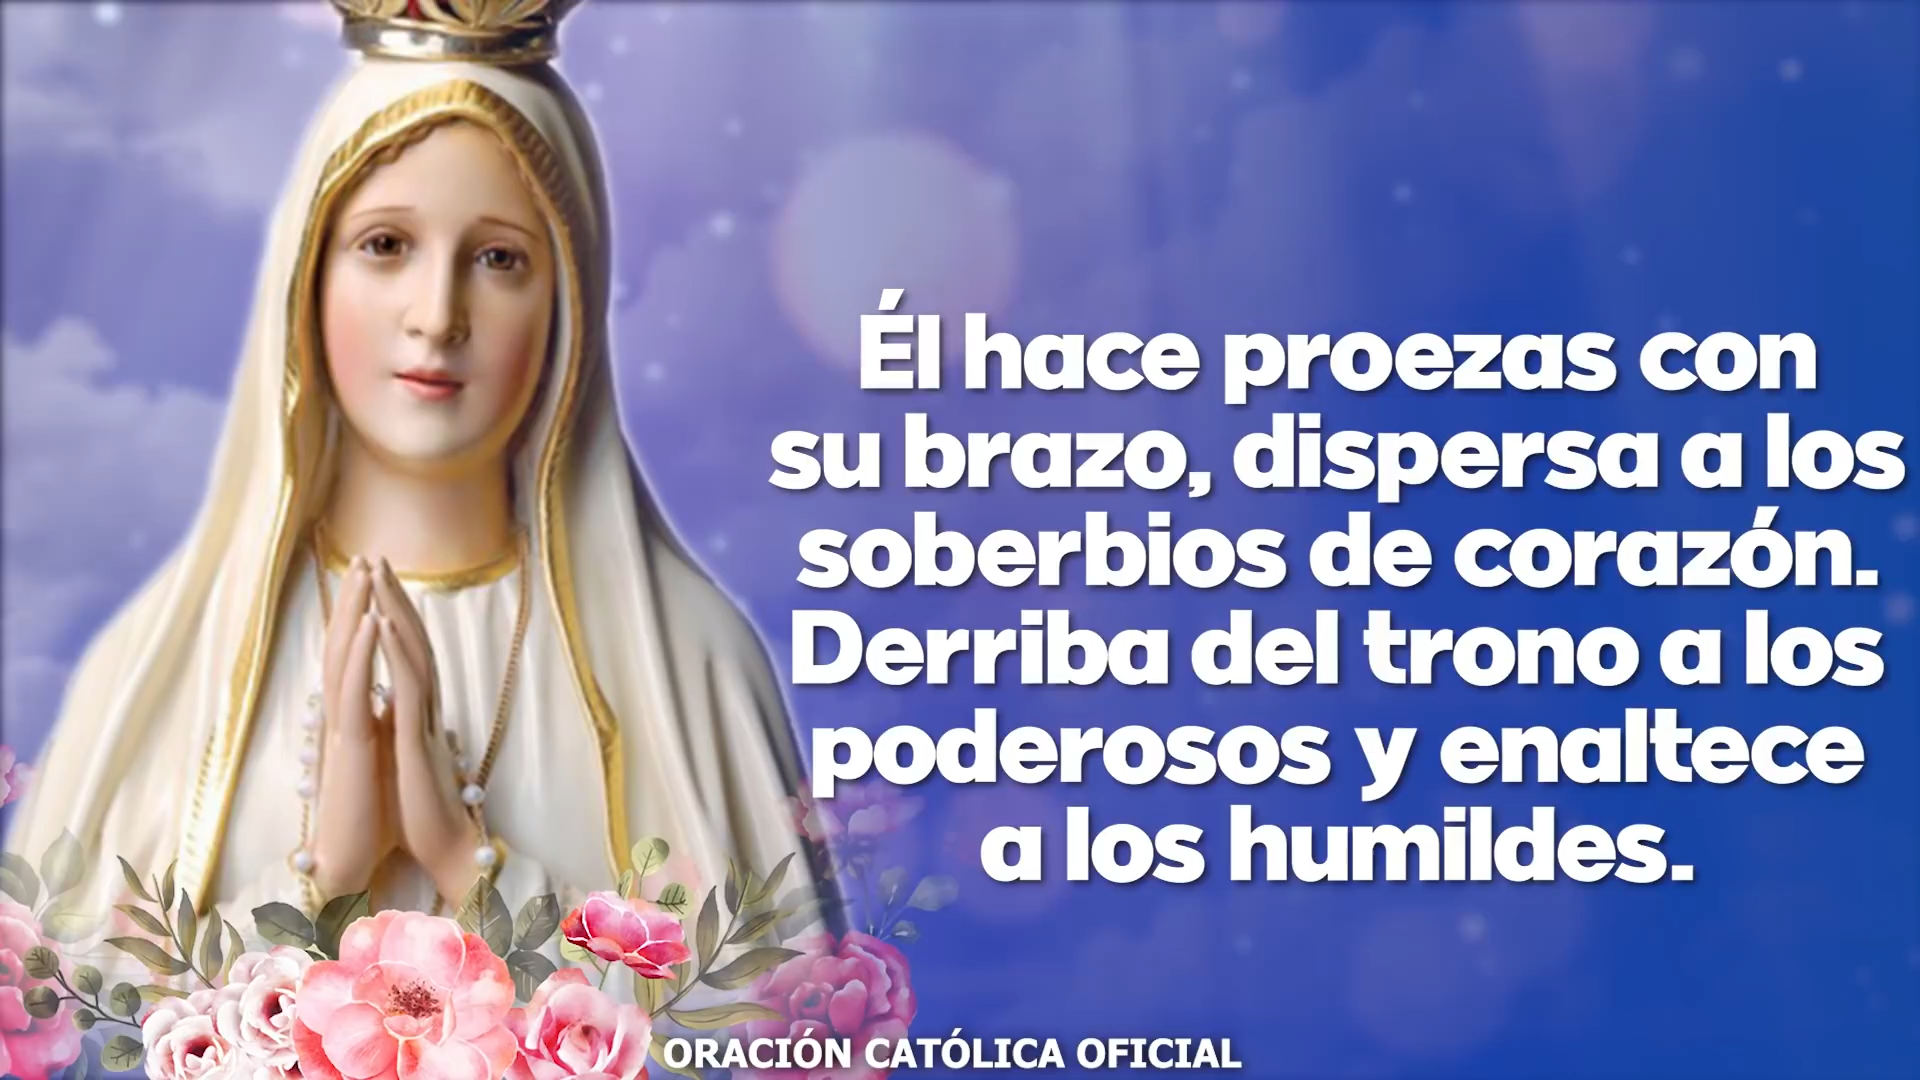 Él hace proezas con
su brazo, dispersa a los
soberbios de corazón.
Derriba del trono a los
poderosos y enaltece
a los humildes.
ORACIÓN CATÓLICA OFICIAL